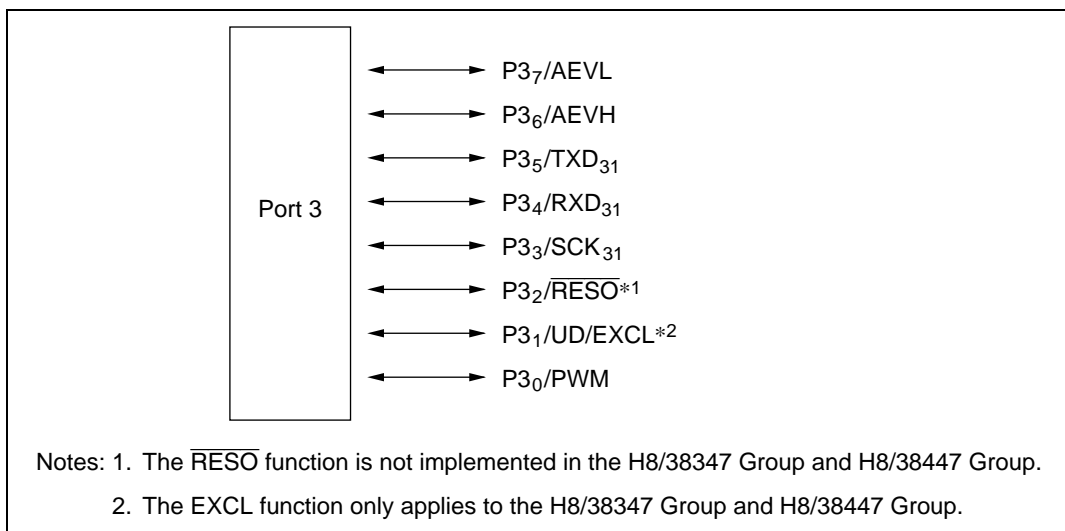 Port 3
P3₇/AEVL
P3₆/AEVH
P3₅/TXD₃₁
P3₄/RXD₃₁
P3₃/SCK₃₁
P3₂/R̅E̅S̅O̅*1
P3₁/UD/EXCL*2
P3₀/PWM
Notes: 1. The R̅E̅S̅O̅ function is not implemented in the H8/38347 Group and H8/38447 Group.
2. The EXCL function only applies to the H8/38347 Group and H8/38447 Group.